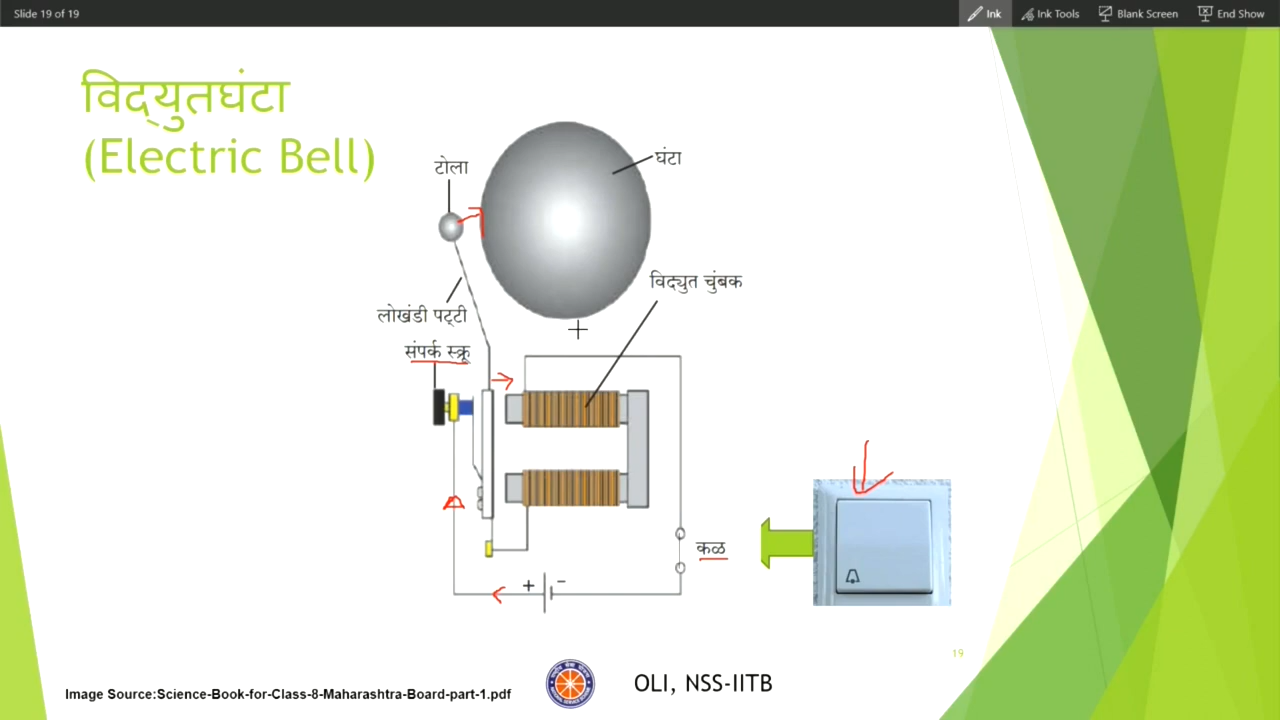 Slide 19 of 19
Ink
Ink Tools
Blank Screen
End Show
विद्‌युतघंटा
(Electric Bell)
टोला
घंटा
विद्युत चुंबक
लोखंडी पट्‌टी
संपर्क स्क्रू
+
-
कळ
19
OLI, NSS-IITB
Image Source:Science-Book-for-Class-8-Maharashtra-Board-part-1.pdf